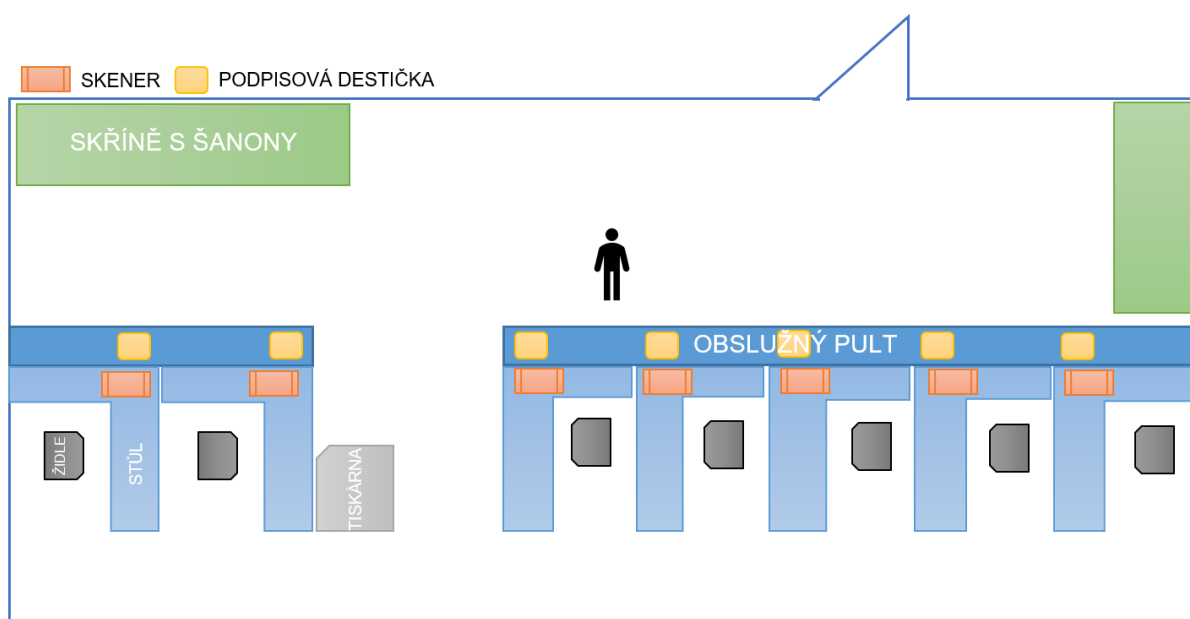 SKENER
PODPISOVÁ DESTIČKA
SKŘÍNĚ S ŠANONY
OBSLUŽNÝ PULT
ŽIDLE
STŮL
TISKÁRNA